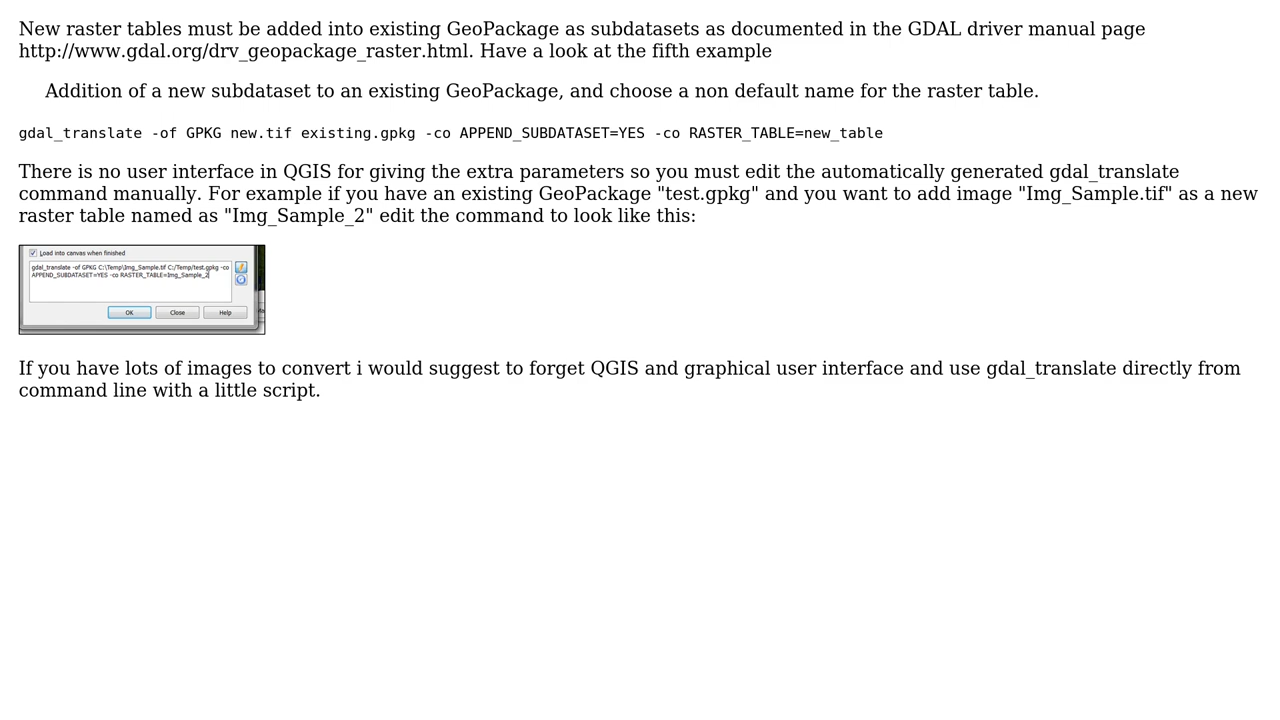 New raster tables must be added into existing GeoPackage as subdatasets as documented in the GDAL driver manual page
http://www.gdal.org/drv_geopackage_raster.html. Have a look at the fifth example
Addition of a new subdataset to an existing GeoPackage, and choose a non default name for the raster table.
gdal_translate -of GPKG new.tif existing.gpkg -co APPEND_SUBDATASET=YES -co RASTER_TABLE=new_table
There is no user interface in QGIS for giving the extra parameters so you must edit the automatically generated gdal_translate
command manually. For example if you have an existing GeoPackage "test.gpkg" and you want to add image "Img_Sample.tif" as a new
raster table named as "Img_Sample_2" edit the command to look like this:
Load into canvas when finished
gdal_translate -of GPKG C:\Temp\Img_Sample.tif C:/Temp/test.gpkg -co
APPEND_SUBDATASET=YES -co RASTER_TABLE=Img_Sample_2
OK Close Help
If you have lots of images to convert i would suggest to forget QGIS and graphical user interface and use gdal_translate directly from
command line with a little script.